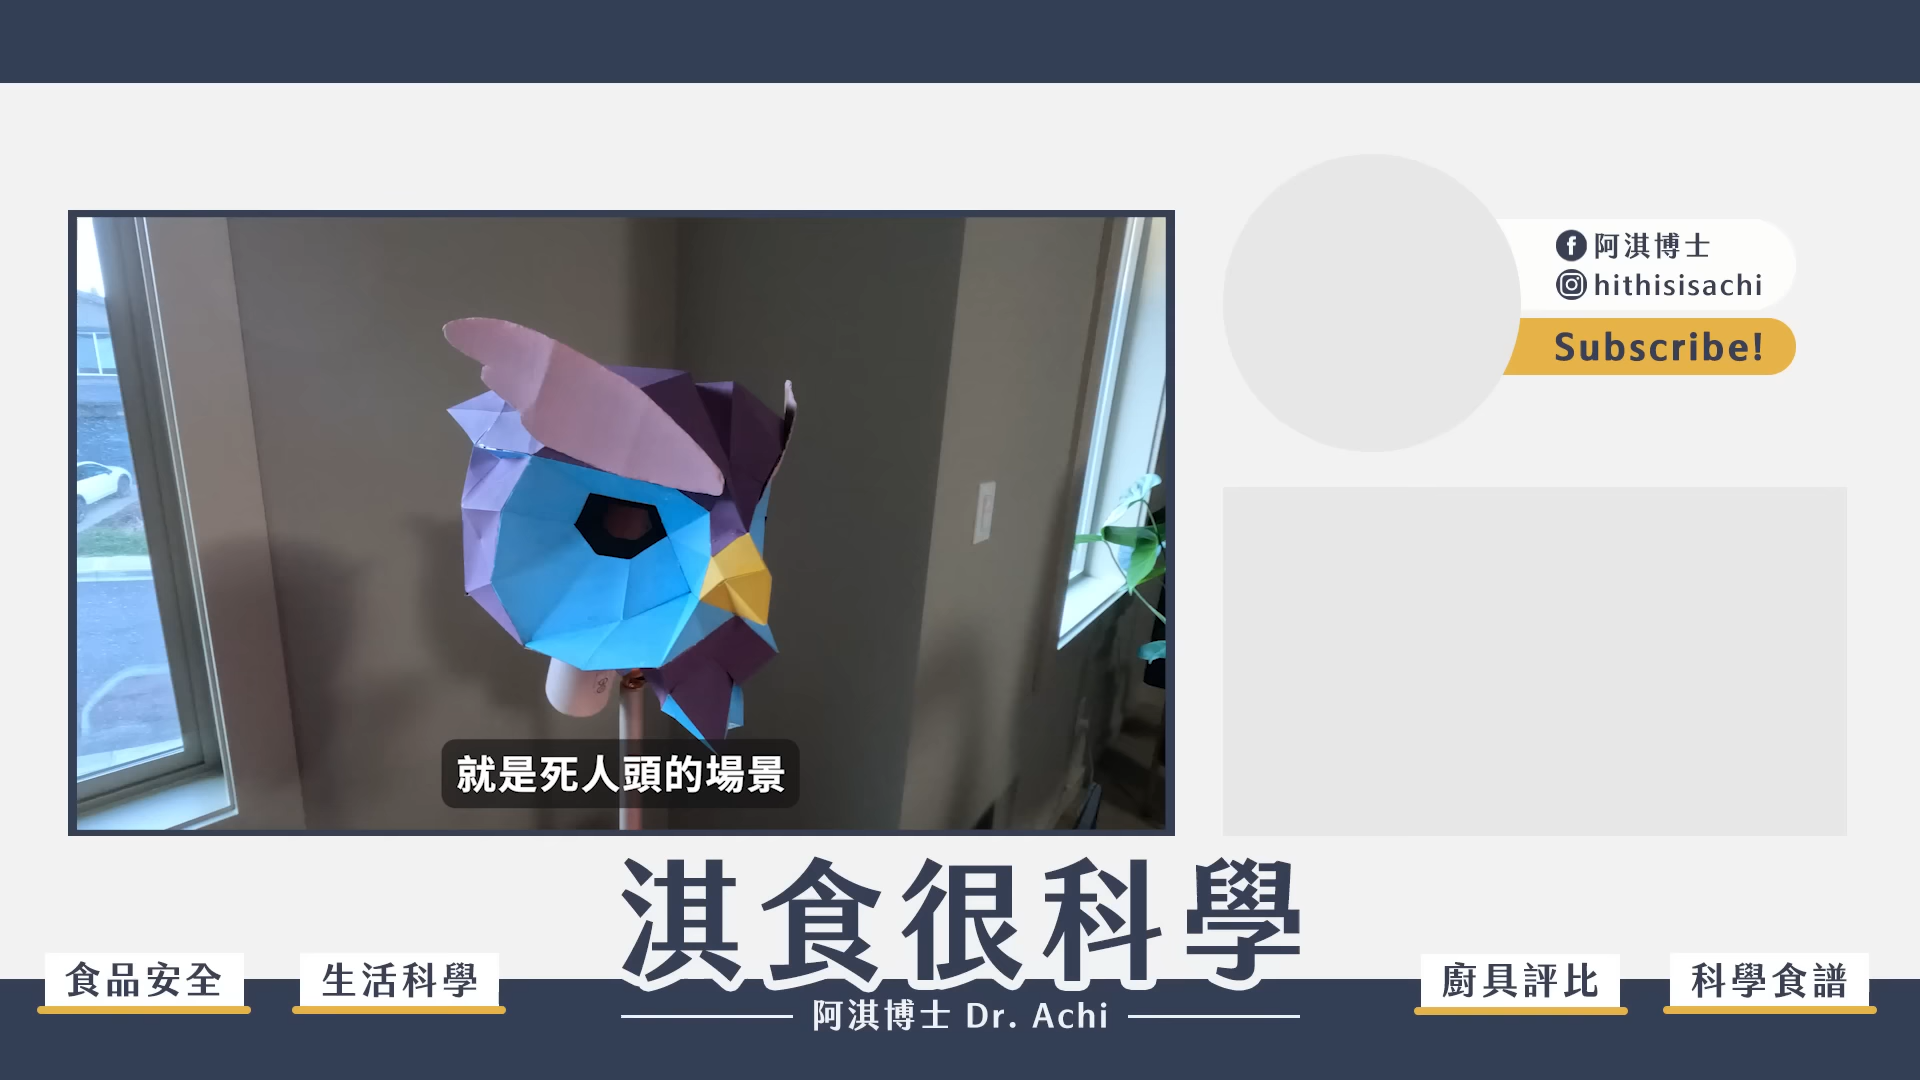 阿淇博士
hithisisachi
Subscribe!
就是死人頭的場景
淇食很科學
食品安全
生活科學
廚具評比
科學食譜
阿淇博士 Dr. Achi